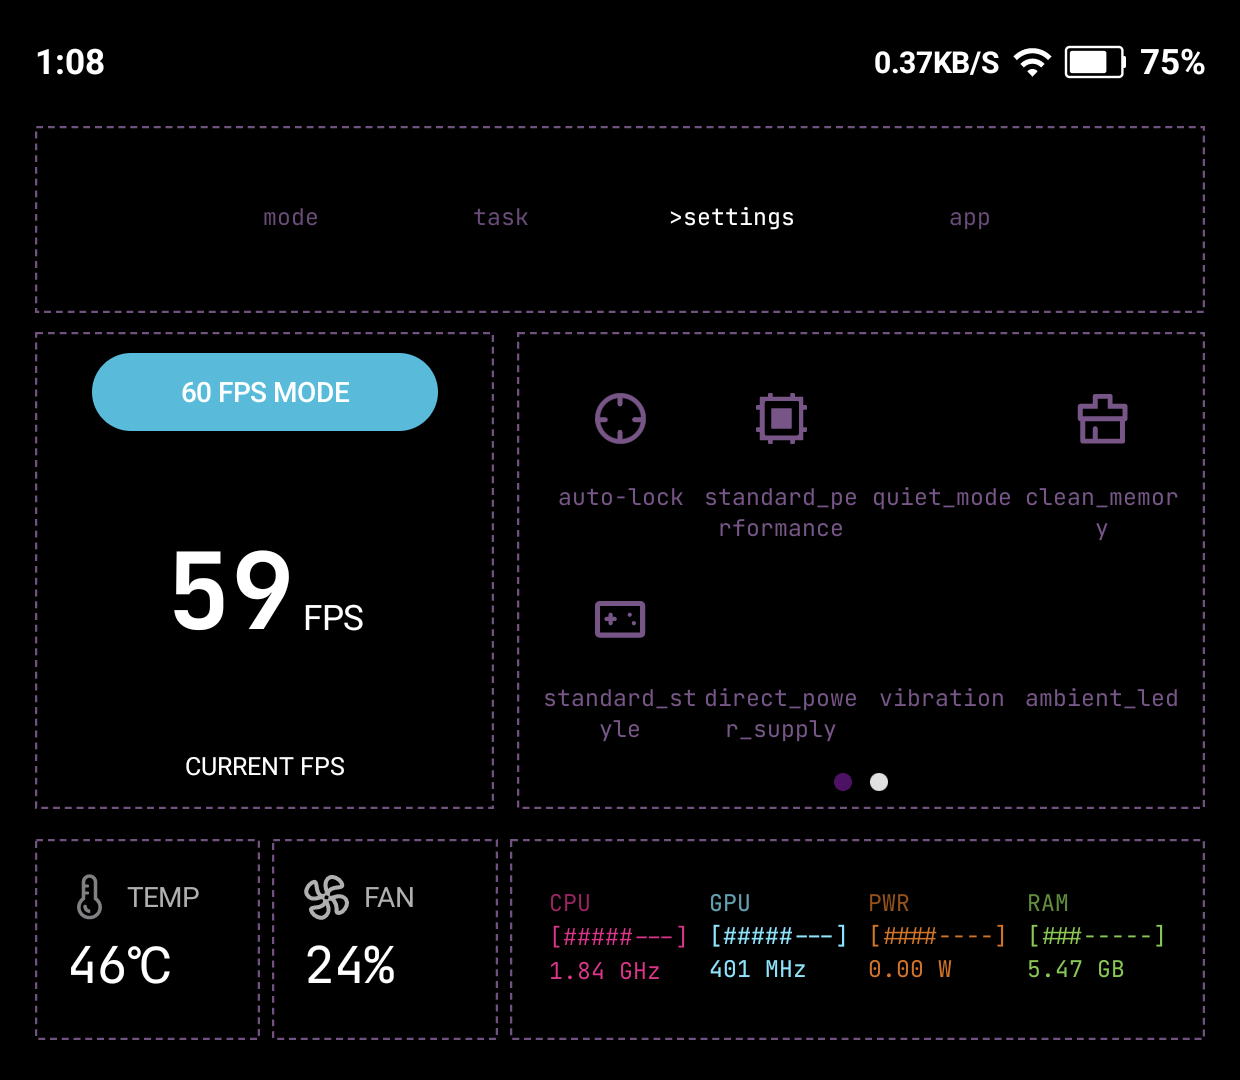 1:08 0.37KB/S 75%
mode task >settings app
60 FPS MODE
59 FPS
CURRENT FPS
auto-lock standard_pe quiet_mode clean_memor
rformance y
standard_st direct_powe vibration ambient_led
yle r_supply
TEMP
46℃
FAN
24%
CPU GPU PWR RAM
[#####---] [#####---] [####----] [###-----]
1.84 GHz 401 MHz 0.00 W 5.47 GB